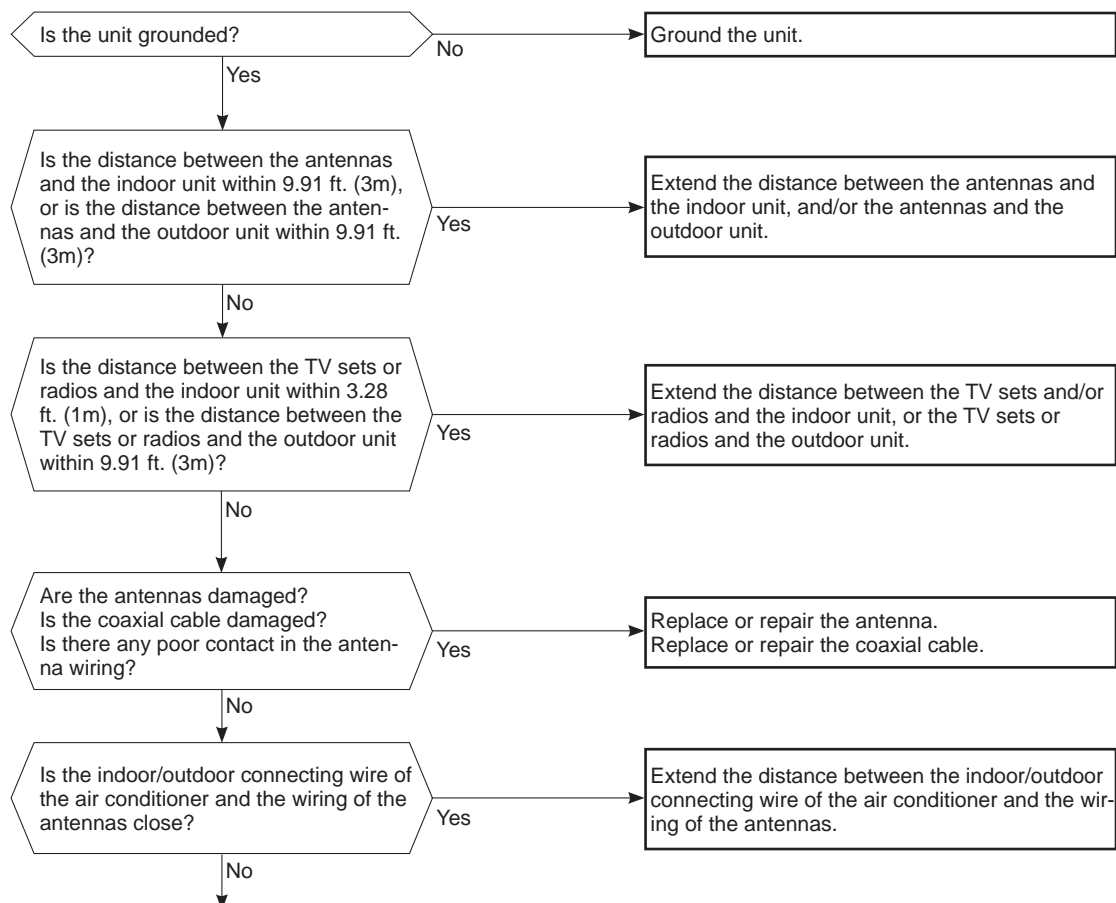 Is the unit grounded?
No
Ground the unit.
Yes
Is the distance between the antennas
and the indoor unit within 9.91 ft. (3m),
or is the distance between the anten-
nas and the outdoor unit within 9.91 ft.
(3m)?
Yes
Extend the distance between the antennas and
the indoor unit, and/or the antennas and the
outdoor unit.
No
Is the distance between the TV sets or
radios and the indoor unit within 3.28
ft. (1m), or is the distance between the
TV sets or radios and the outdoor unit
within 9.91 ft. (3m)?
Yes
Extend the distance between the TV sets and/or
radios and the indoor unit, or the TV sets or
radios and the outdoor unit.
No
Are the antennas damaged?
Is the coaxial cable damaged?
Is there any poor contact in the anten-
na wiring?
Yes
Replace or repair the antenna.
Replace or repair the coaxial cable.
No
Is the indoor/outdoor connecting wire of
the air conditioner and the wiring of the
antennas close?
Yes
Extend the distance between the indoor/outdoor
connecting wire of the air conditioner and the wir-
ing of the antennas.
No